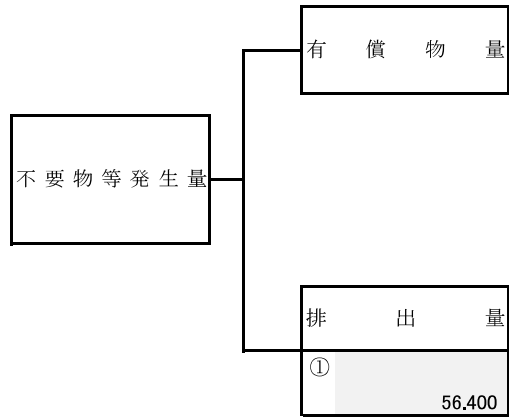 有償物量
不要物等発生量
排出量
①
56.400